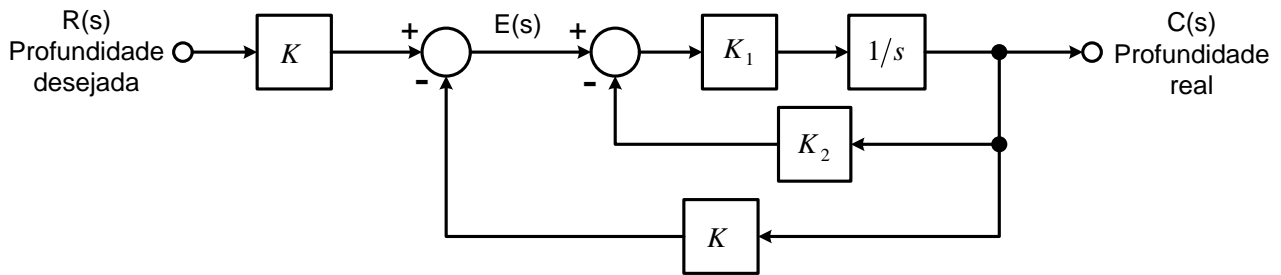 R(s)
Profundidade
desejada
K
+
-
E(s)
+
-
K₁
1/s
C(s)
Profundidade
real
K₂
K